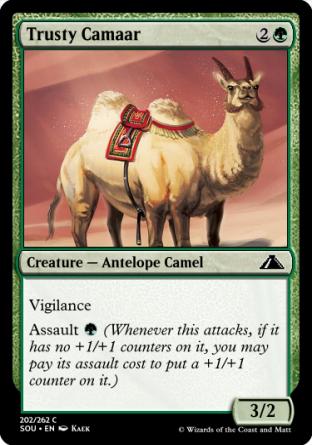 Trusty Camaar 2
Creature — Antelope Camel
Vigilance
Assault (Whenever this attacks, if it
has no +1/+1 counters on it, you may
pay its assault cost to put a +1/+1
counter on it.)
3/2
202/262 C
SOU • EN Kaek
© Wizards of the Coast and Matt